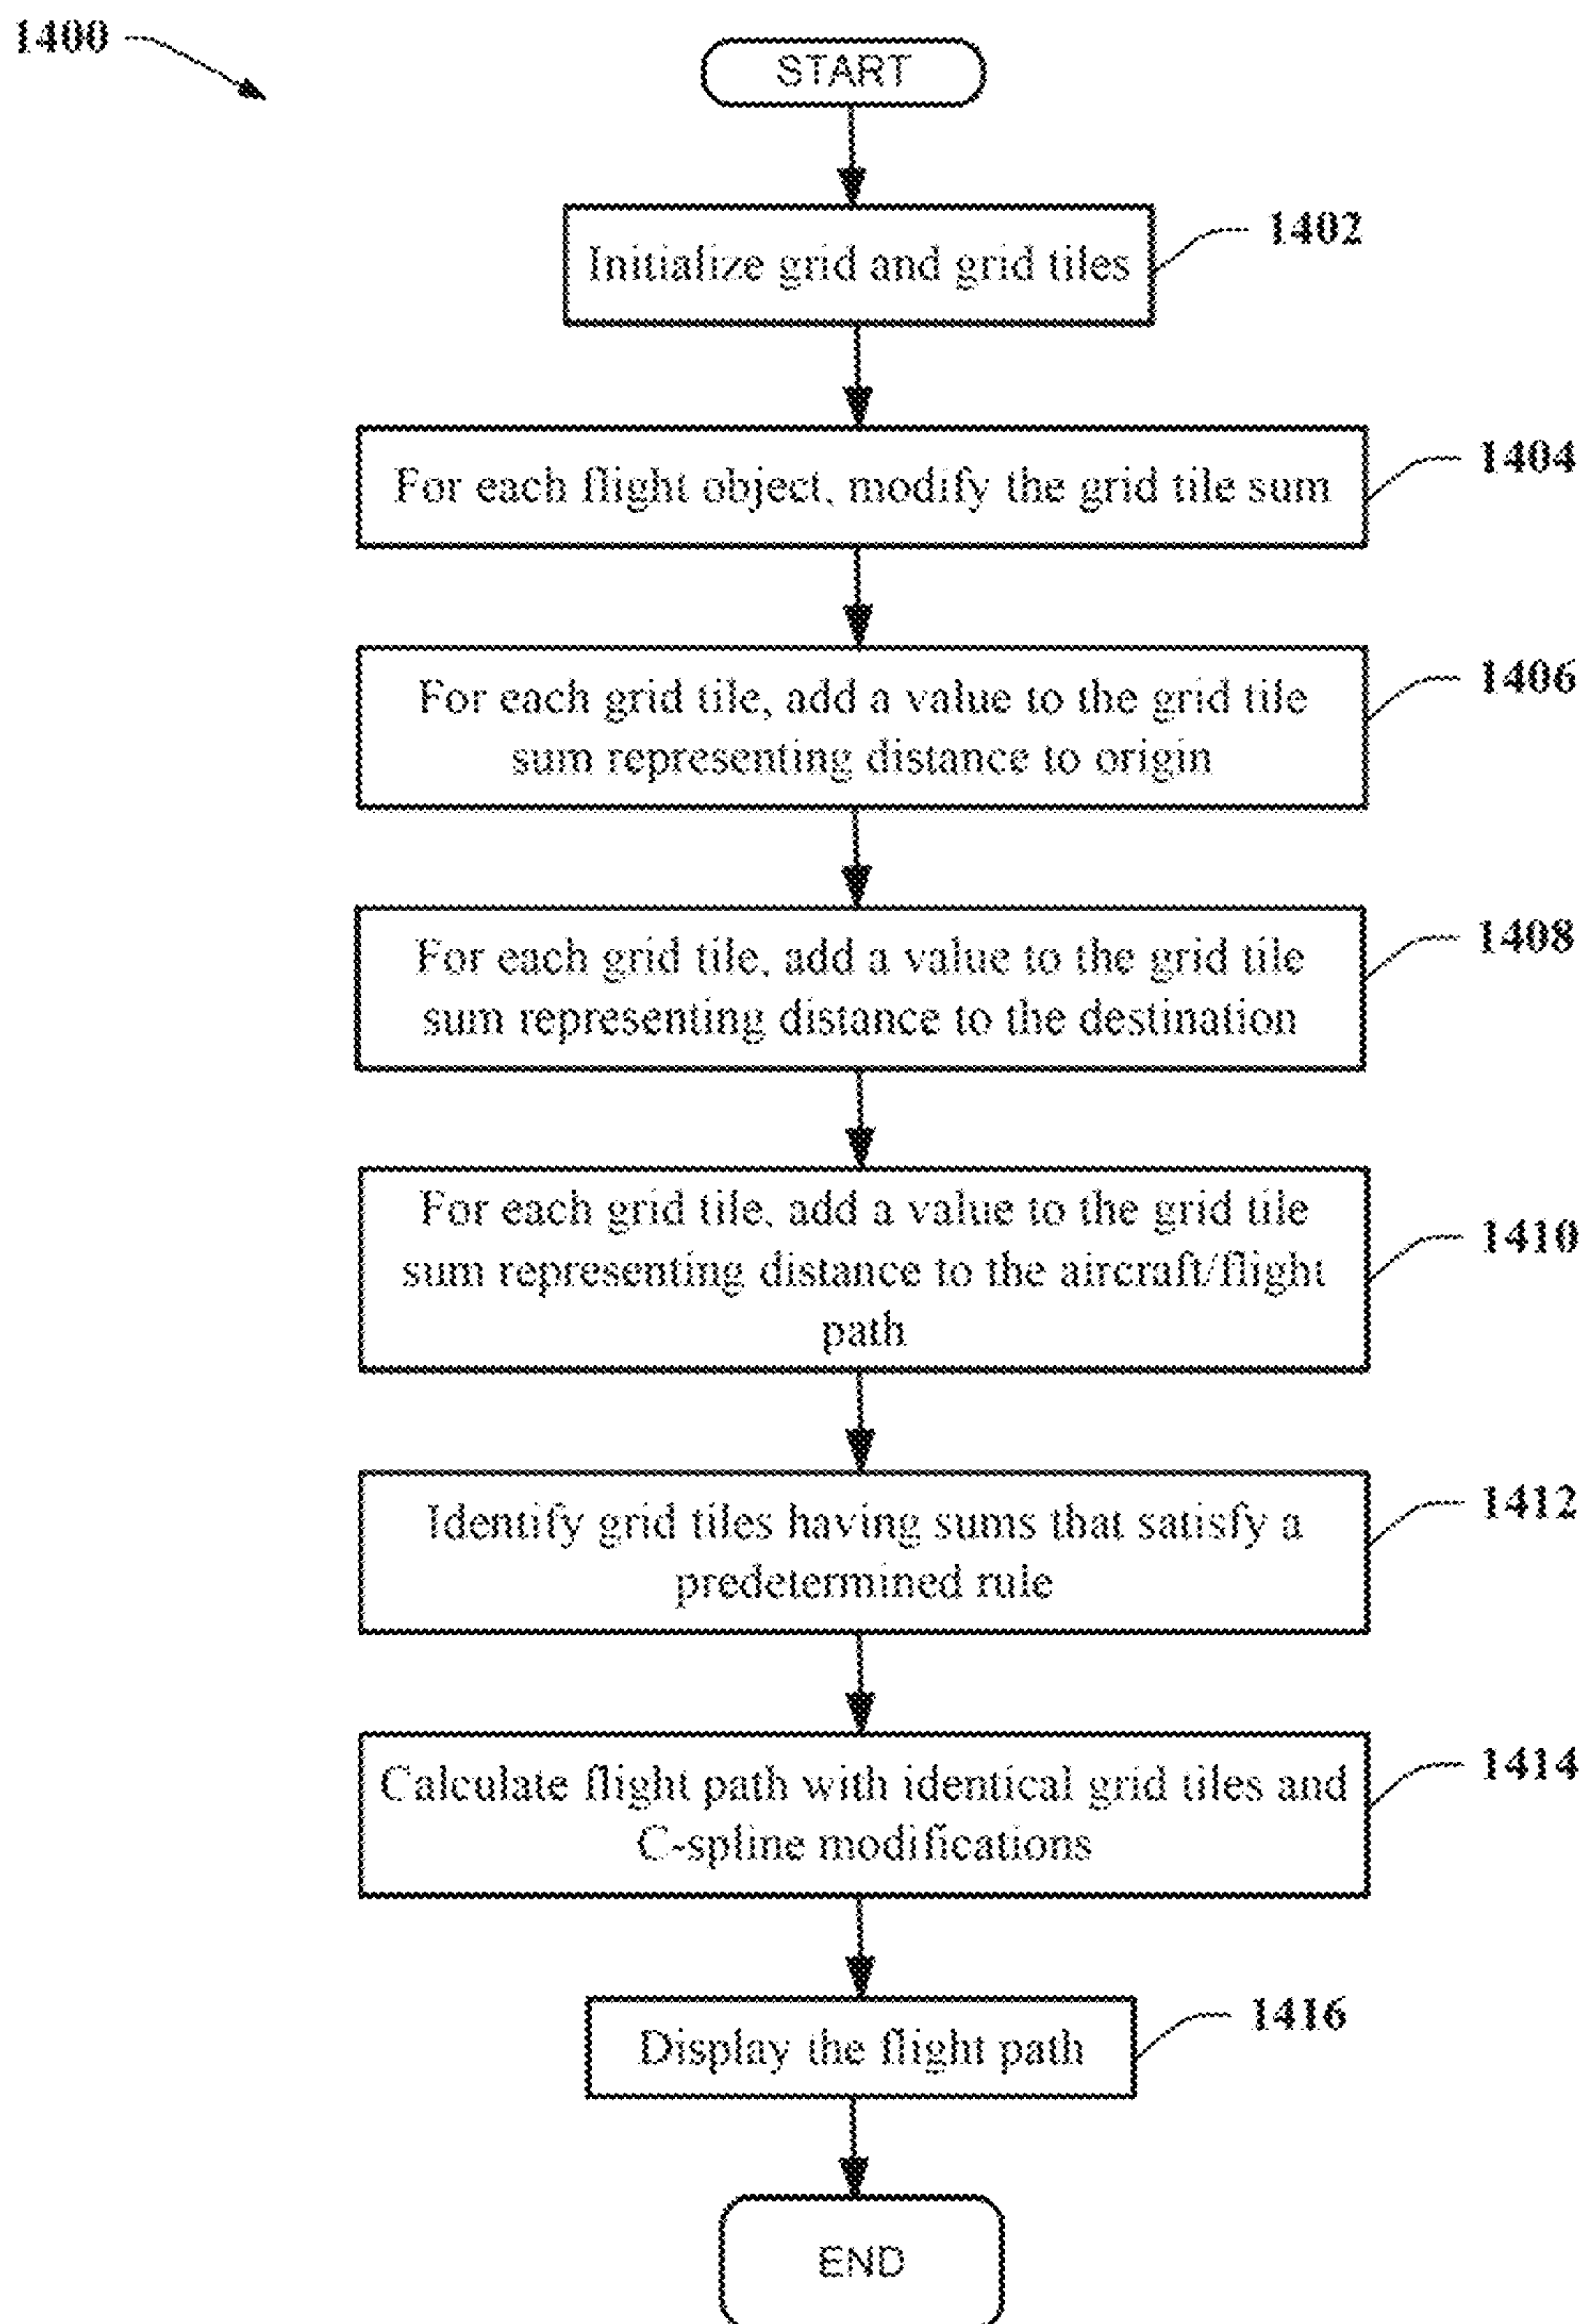 1400
START
Initialize grid and grid tiles
1402
For each flight object, modify the grid tile sum
1404
For each grid tile, add a value to the grid tile
sum representing distance to origin
1406
For each grid tile, add a value to the grid tile
sum representing distance to the destination
1408
For each grid tile, add a value to the grid tile
sum representing distance to the aircraft/flight
path
1410
Identify grid tiles having sums that satisfy a
predetermined rule
1412
Calculate flight path with identical grid tiles and
C-spline modifications
1414
Display the flight path
1416
END